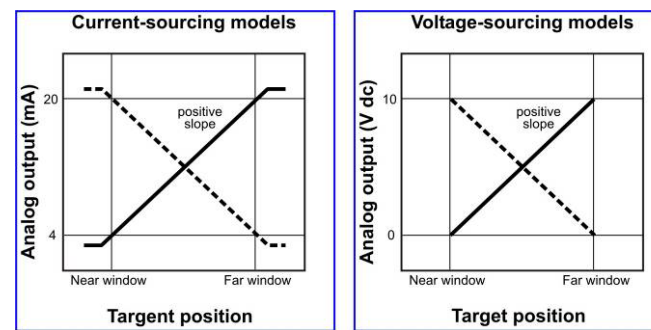 Current-sourcing models
Analog output (mA)
20
4
positive
slope
Near window
Far window
Targent position
Voltage-sourcing models
Analog output (V dc)
10
0
positive
slope
Near window
Far window
Target position